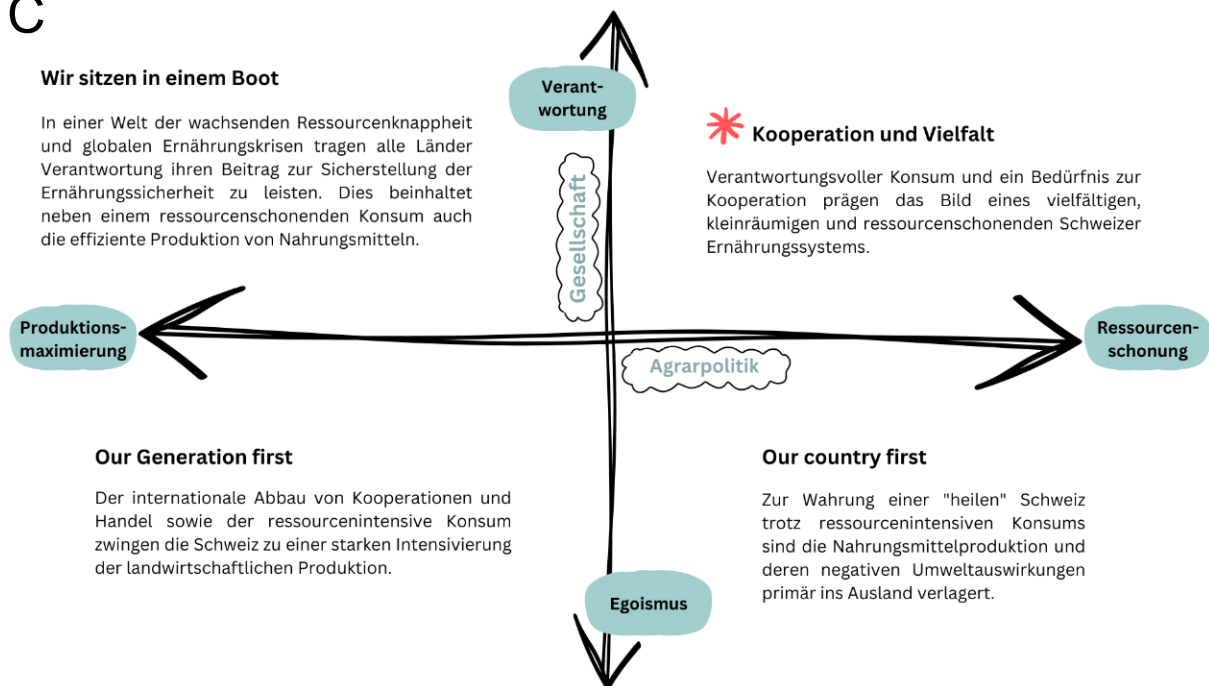 C
Wir sitzen in einem Boot
In einer Welt der wachsenden Ressourcenknappheit
und globalen Ernährungskrisen tragen alle Länder
Verantwortung ihren Beitrag zur Sicherstellung der
Ernährungssicherheit zu leisten. Dies beinhaltet
neben einem ressourcenschonenden Konsum auch
die effiziente Produktion von Nahrungsmitteln.
Verant-
wortung
Gesellschaft
Kooperation und Vielfalt
Verantwortungsvoller Konsum und ein Bedürfnis zur
Kooperation prägen das Bild eines vielfältigen,
kleinräumigen und ressourcenschonenden Schweizer
Ernährungssystems.
Produktions-
maximierung
Agrarpolitik
Ressourcen-
schonung
Our Generation first
Der internationale Abbau von Kooperationen und
Handel sowie der ressourcenintensive Konsum
zwingen die Schweiz zu einer starken Intensivierung
der landwirtschaftlichen Produktion.
Our country first
Zur Wahrung einer "heilen" Schweiz
trotz ressourcenintensiven Konsums
sind die Nahrungsmittelproduktion und
deren negativen Umweltauswirkungen
primär ins Ausland verlagert.
Egoismus